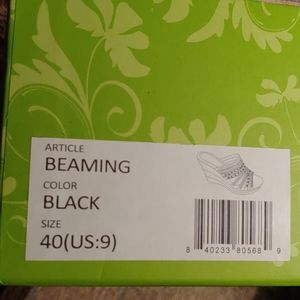 ARTICLE
BEAMING
COLOR
BLACK
SIZE
40(US:9)
8 40233 80568 9